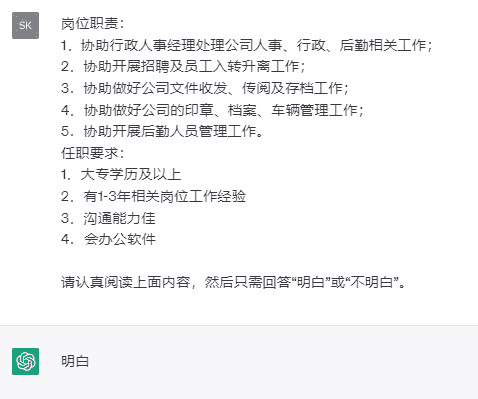 SK
岗位职责：
1．协助行政人事经理处理公司人事、行政、后勤相关工作；
2．协助开展招聘及员工入转升离工作；
3．协助做好公司文件收发、传阅及存档工作；
4．协助做好公司的印章、档案、车辆管理工作；
5．协助开展后勤人员管理工作。
任职要求：
1．大专学历及以上
2．有1-3年相关岗位工作经验
3．沟通能力佳
4．会办公软件
请认真阅读上面内容，然后只需回答“明白”或“不明白”。
明白